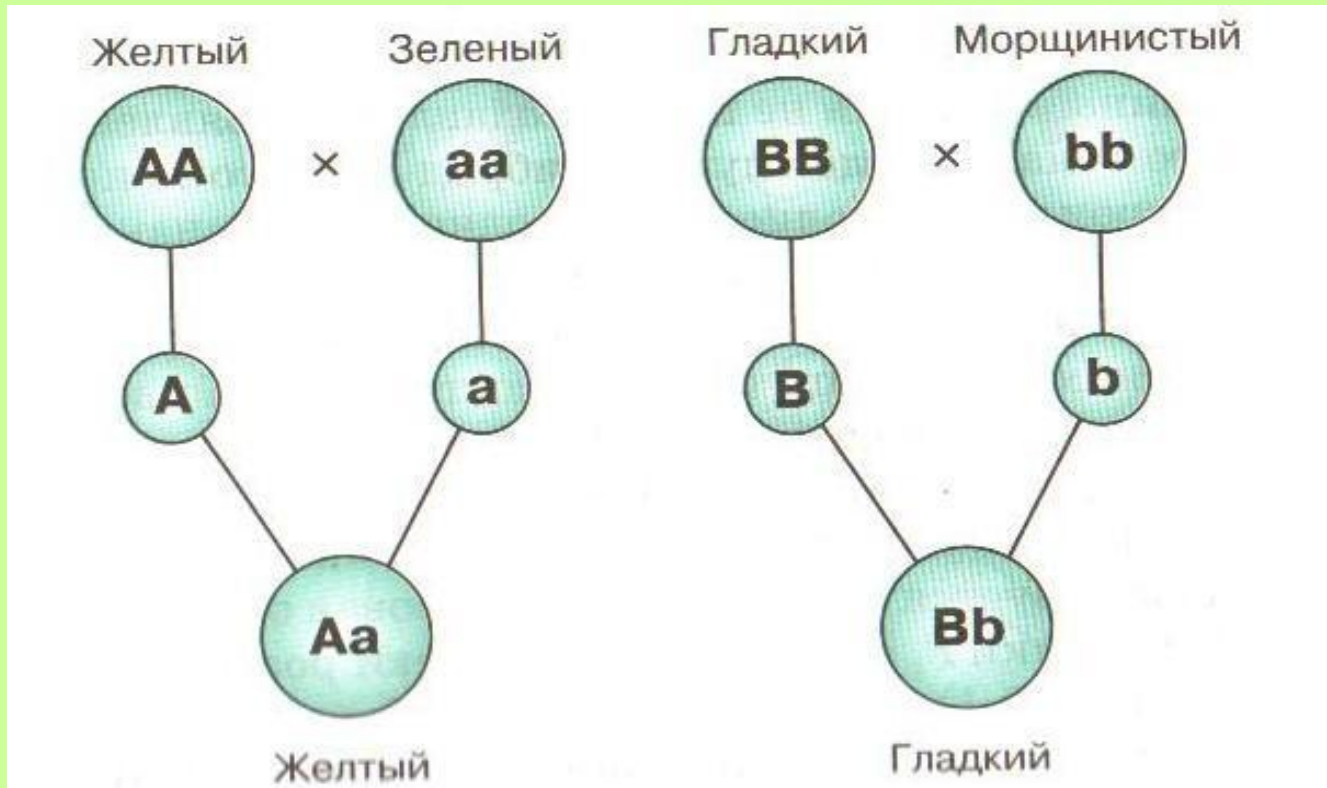 Желтый Зеленый Гладкий Морщинистый
AA × aa BB × bb
A a B b
Aa Bb
Желтый Гладкий